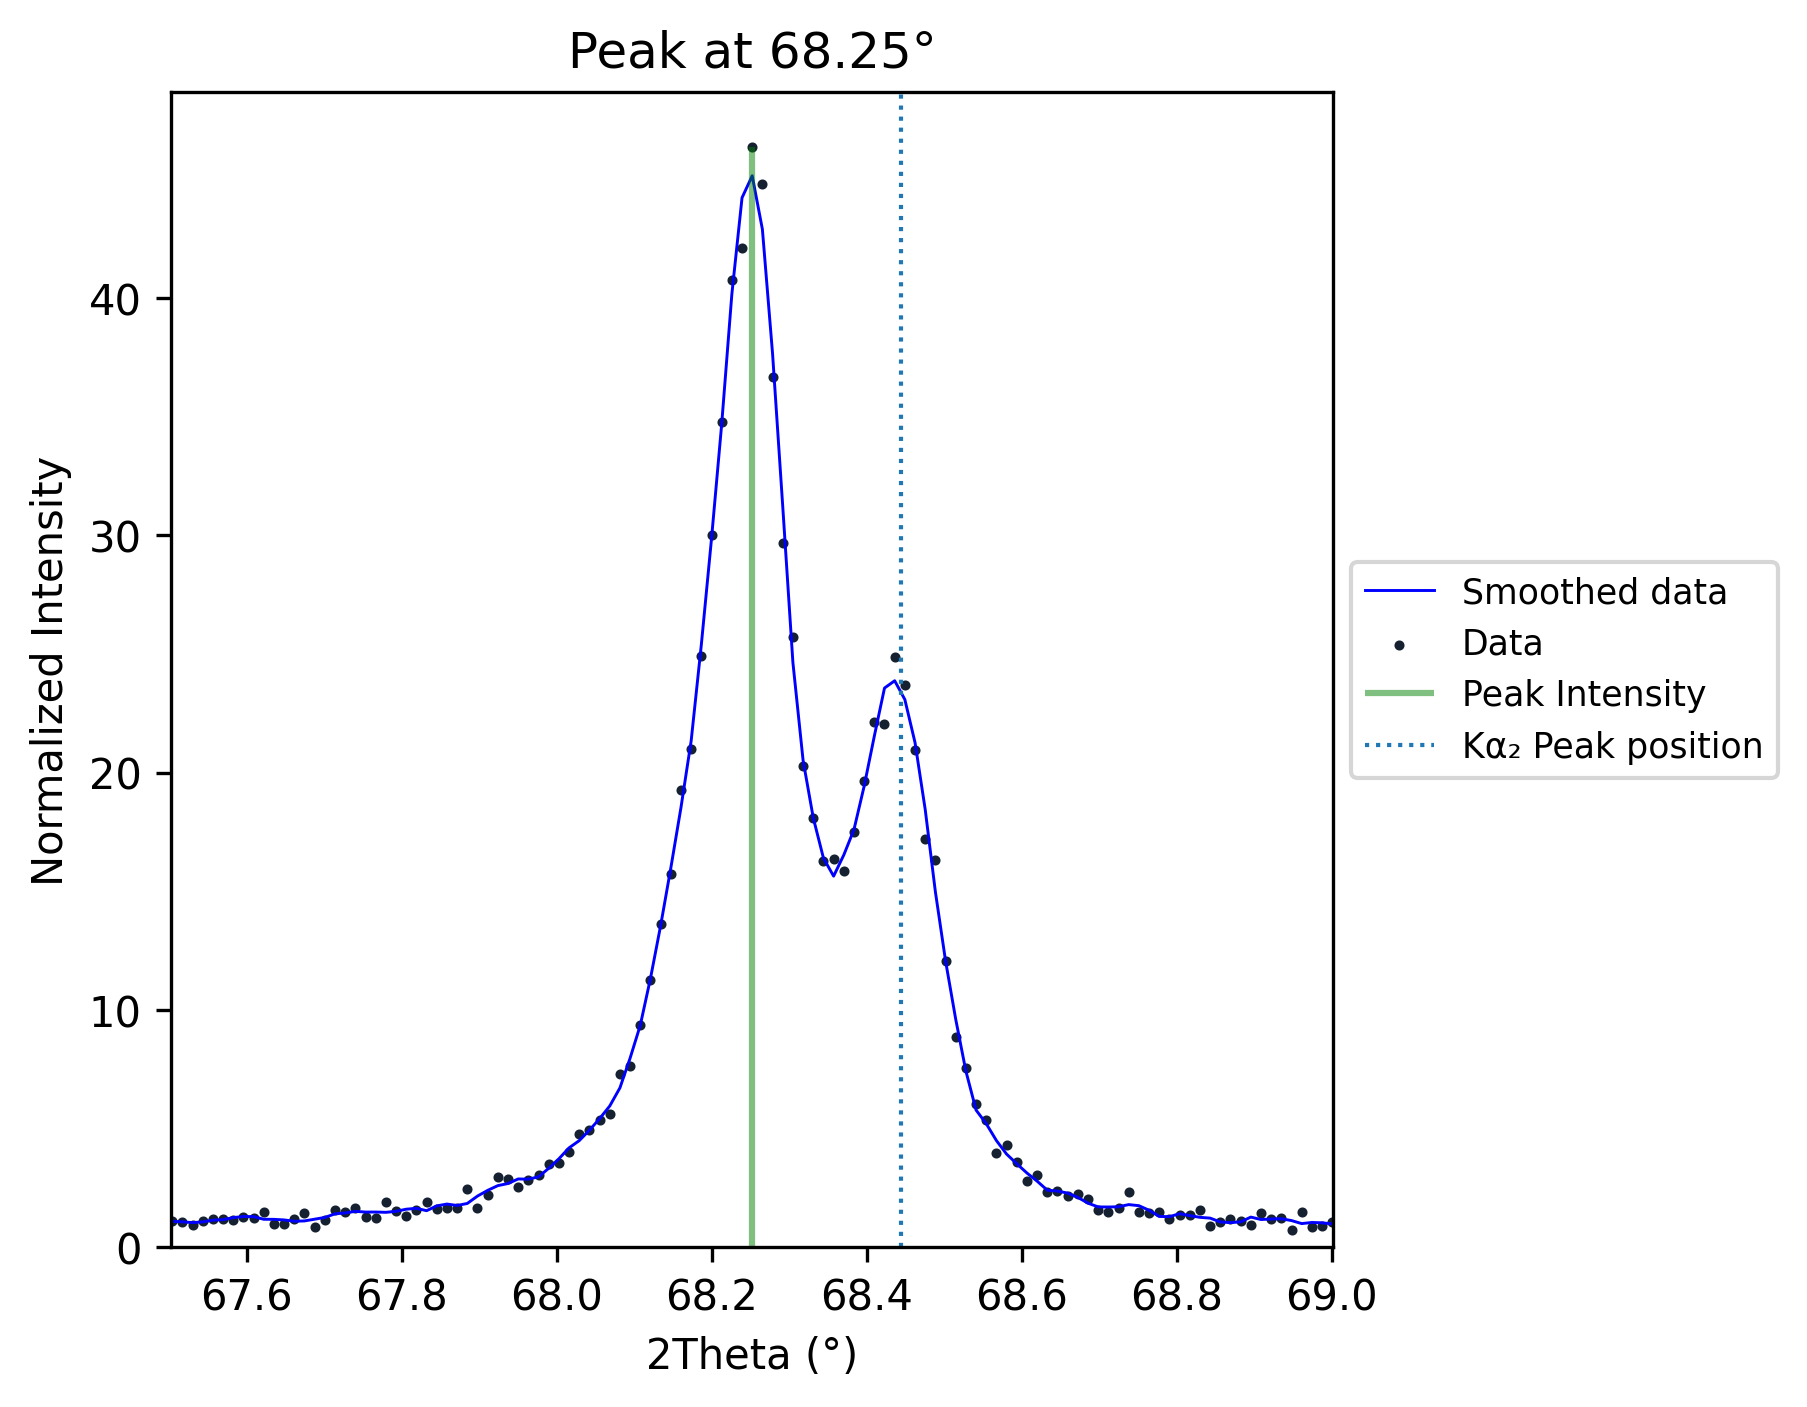 Peak at 68.25°
Normalized Intensity
40
30
20
10
0
67.6 67.8 68.0 68.2 68.4 68.6 68.8 69.0
2Theta (°)
Smoothed data
Data
Peak Intensity
Kα₂ Peak position